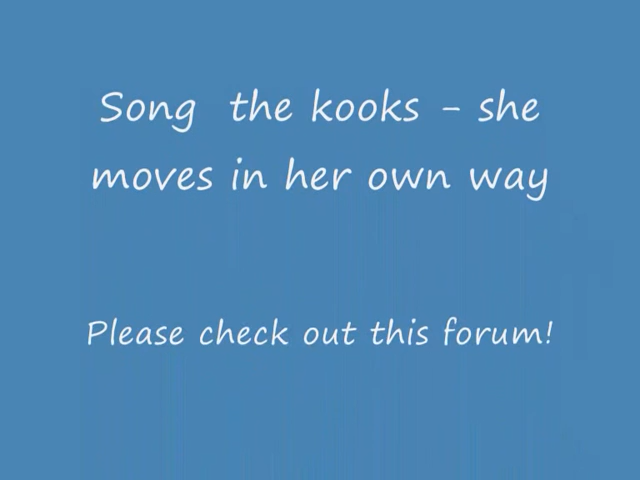 Song the kooks - she
moves in her own way
Please check out this forum!